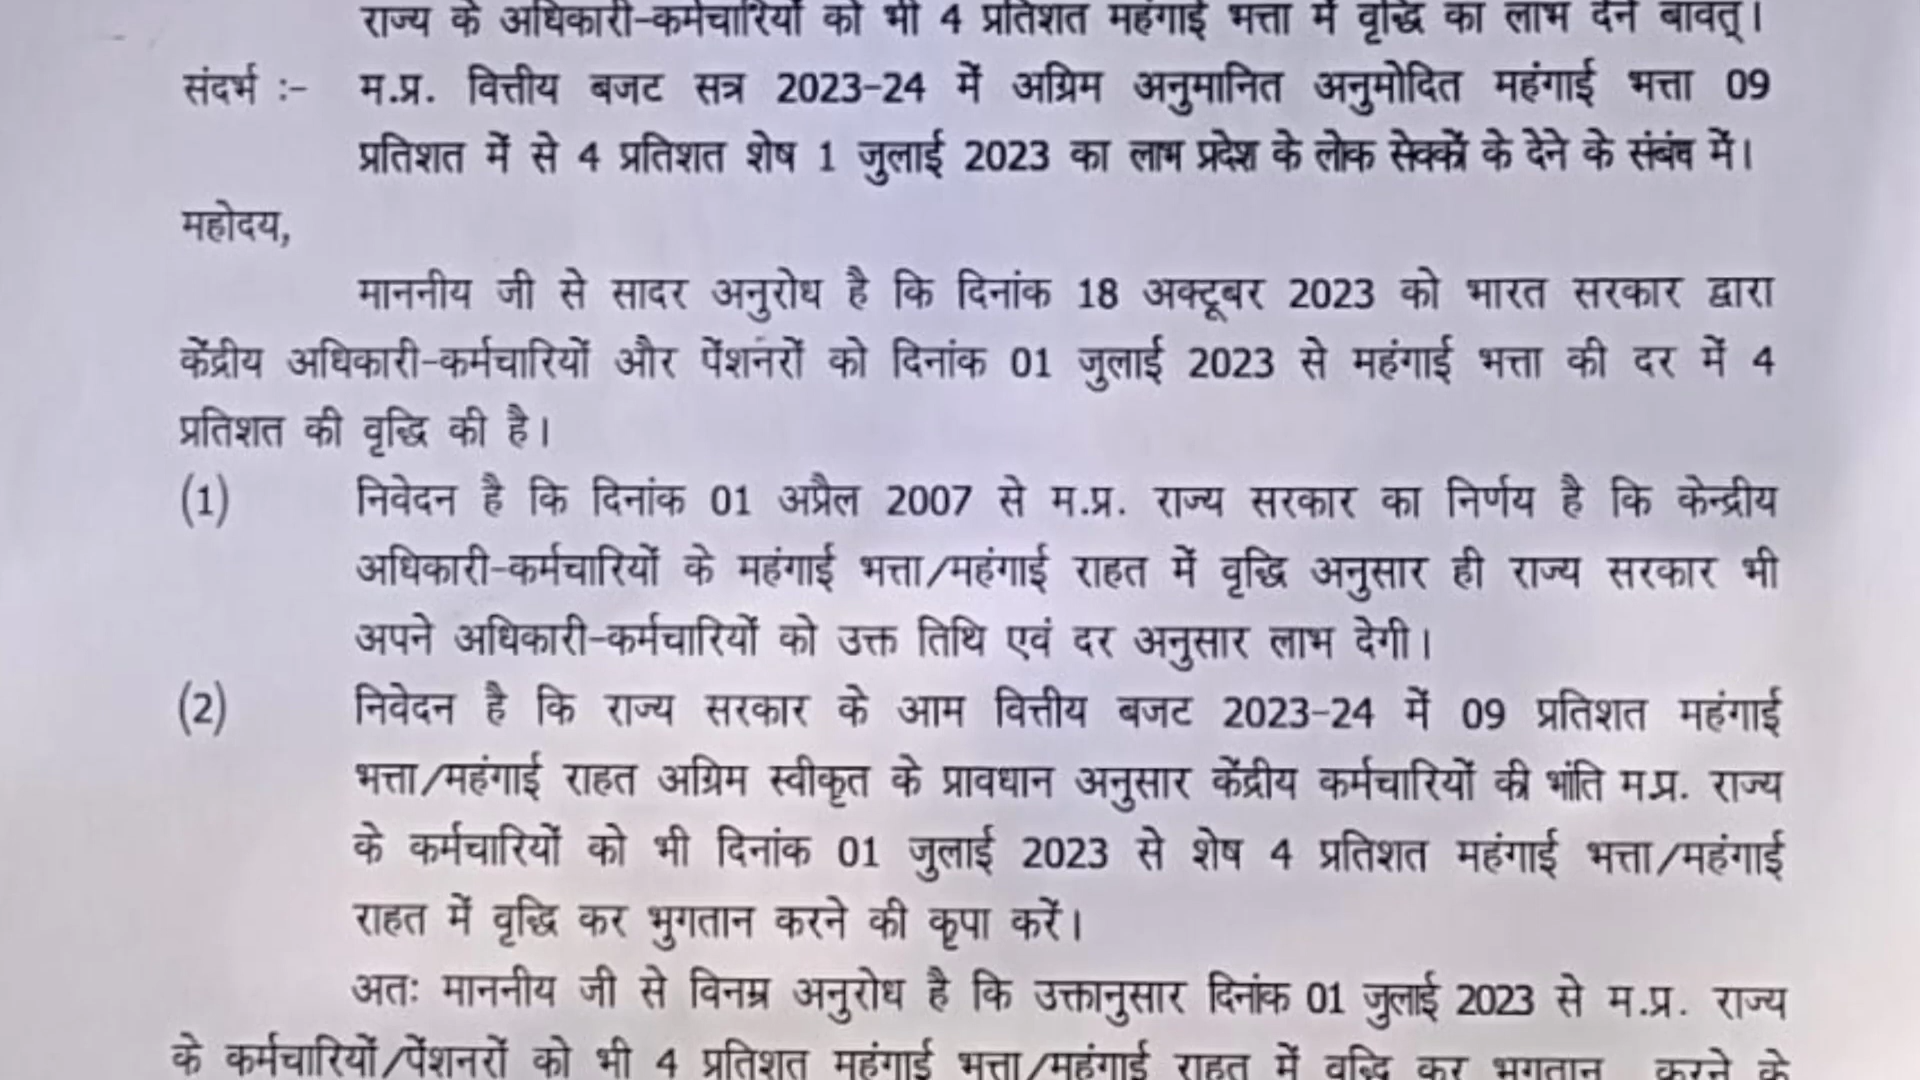 राज्य के अधिकारी-कर्मचारियों को भी 4 प्रतिशत महंगाई भत्ता में वृद्धि का लाभ देने बावत्।
संदर्भ :- म.प्र. वित्तीय बजट सत्र 2023-24 में अग्रिम अनुमानित अनुमोदित महंगाई भत्ता 09
प्रतिशत में से 4 प्रतिशत शेष 1 जुलाई 2023 का लाभ प्रदेश के लोक सेवकों के देने के संबंध में।
महोदय,
माननीय जी से सादर अनुरोध है कि दिनांक 18 अक्टूबर 2023 को भारत सरकार द्वारा
केंद्रीय अधिकारी-कर्मचारियों और पेंशनरों को दिनांक 01 जुलाई 2023 से महंगाई भत्ता की दर में 4
प्रतिशत की वृद्धि की है।
(1) निवेदन है कि दिनांक 01 अप्रैल 2007 से म.प्र. राज्य सरकार का निर्णय है कि केन्द्रीय
अधिकारी-कर्मचारियों के महंगाई भत्ता/महंगाई राहत में वृद्धि अनुसार ही राज्य सरकार भी
अपने अधिकारी-कर्मचारियों को उक्त तिथि एवं दर अनुसार लाभ देगी।
(2) निवेदन है कि राज्य सरकार के आम वित्तीय बजट 2023-24 में 09 प्रतिशत महंगाई
भत्ता/महंगाई राहत अग्रिम स्वीकृत के प्रावधान अनुसार केंद्रीय कर्मचारियों की भांति म.प्र. राज्य
के कर्मचारियों को भी दिनांक 01 जुलाई 2023 से शेष 4 प्रतिशत महंगाई भत्ता/महंगाई
राहत में वृद्धि कर भुगतान करने की कृपा करें।
अतः माननीय जी से विनम्र अनुरोध है कि उक्तानुसार दिनांक 01 जुलाई 2023 से म.प्र. राज्य
के कर्मचारियों/पेंशनरों को भी 4 प्रतिशत महंगाई भत्ता/महंगाई राहत में वृद्धि कर भुगतान करने के